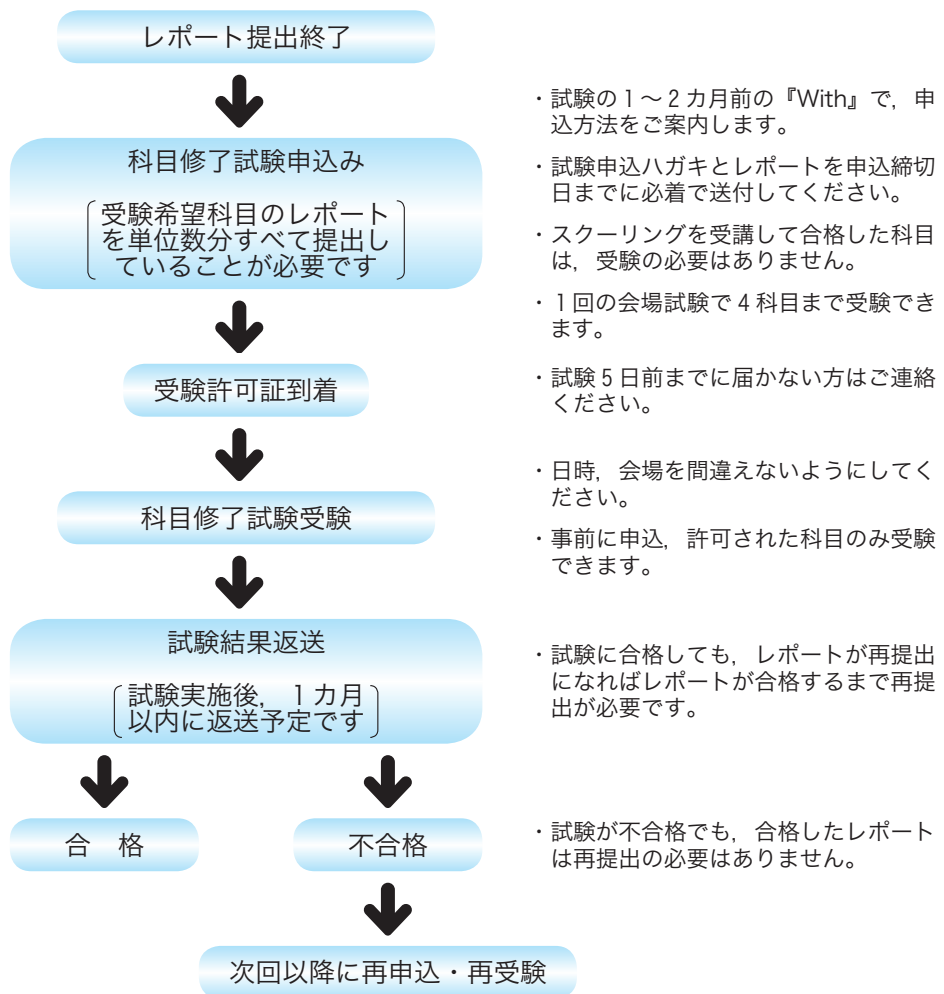 レポート提出終了
・試験の1～2カ月前の『With』で，申
込方法をご案内します。
科目修了試験申込み
受験希望科目のレポート
を単位数分すべて提出し
ていることが必要です
・試験申込ハガキとレポートを申込締切
日までに必着で送付してください。
・スクーリングを受講して合格した科目
は，受験の必要はありません。
・1回の会場試験で4科目まで受験でき
ます。
受験許可証到着
・試験5日前までに届かない方はご連絡
ください。
科目修了試験受験
・日時，会場を間違えないようにしてく
ださい。
・事前に申込，許可された科目のみ受験
できます。
試験結果返送
試験実施後，1カ月
以内に返送予定です
・試験に合格しても，レポートが再提出
になればレポートが合格するまで再提
出が必要です。
合　格
不合格
・試験が不合格でも，合格したレポート
は再提出の必要はありません。
次回以降に再申込・再受験